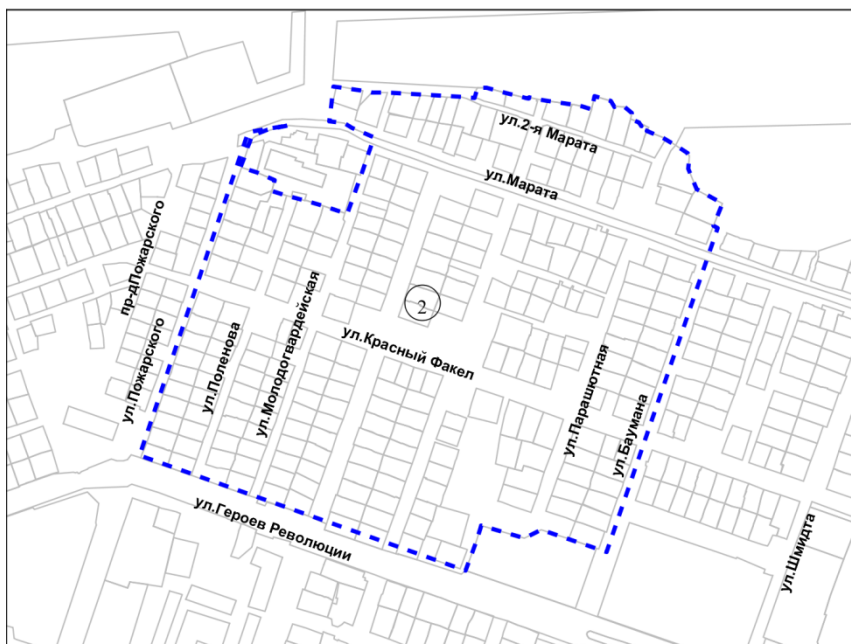 ул.2-я Марата
ул.Марата
пр-дПожарского
ул.Пожарского
ул.Поленова
ул.Молодогвардейская
2
ул.Красный Факел
ул.Парашютная
ул.Баумана
ул.Героев Революции
ул.Шмидта